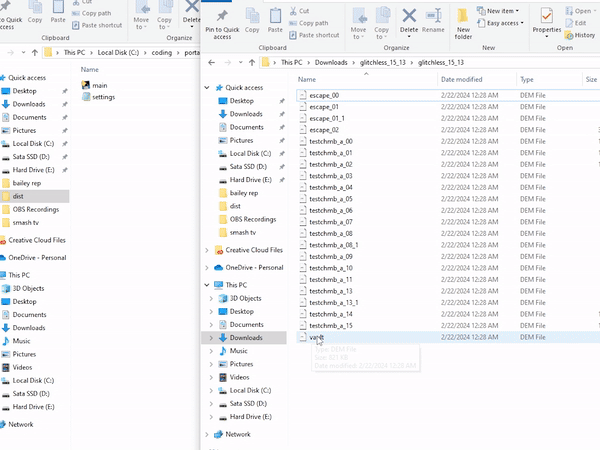 Cut
Copy path
Paste shortcut
Pin to Quick access
Copy
Paste
Clipboard
Move to
Copy to
Organize
This PC > Local Disk (C:) > coding > porta
Name
main
settings
Quick access
Desktop
Downloads
Documents
Pictures
Local Disk (C:)
Sata SSD (D:)
Hard Drive (E:)
bailey rep
dist
OBS Recordings
smash tv
Creative Cloud Files
OneDrive - Personal
This PC
3D Objects
Desktop
Documents
Downloads
Music
Pictures
Videos
Local Disk (C:)
Sata SSD (D:)
Hard Drive (E:)
Network
Pin to Quick access
Copy
Paste
Cut
Copy path
Paste shortcut
Clipboard
Move to
Copy to
Delete
Rename
Organize
New folder
New item
Easy access
New
Properties
Open
Edit
History
Open
This PC > Downloads > glitchless_15_13 > glitchless_15_13
Quick access
Desktop
Downloads
Documents
Pictures
Local Disk (C:)
Sata SSD (D:)
Hard Drive (E:)
bailey rep
dist
OBS Recordings
smash tv
Creative Cloud Files
OneDrive - Personal
This PC
3D Objects
Desktop
Documents
Downloads
Music
Pictures
Videos
Local Disk (C:)
Sata SSD (D:)
Hard Drive (E:)
Network
Name Date modified Type Size
escape_00 2/22/2024 12:28 AM DEM File
escape_01 2/22/2024 12:28 AM DEM File
escape_01_1 2/22/2024 12:28 AM DEM File
escape_02 2/22/2024 12:28 AM DEM File
testchmb_a_00 2/22/2024 12:28 AM DEM File
testchmb_a_01 2/22/2024 12:28 AM DEM File
testchmb_a_02 2/22/2024 12:28 AM DEM File
testchmb_a_03 2/22/2024 12:28 AM DEM File
testchmb_a_04 2/22/2024 12:28 AM DEM File
testchmb_a_05 2/22/2024 12:28 AM DEM File
testchmb_a_06 2/22/2024 12:28 AM DEM File
testchmb_a_07 2/22/2024 12:28 AM DEM File
testchmb_a_08 2/22/2024 12:28 AM DEM File
testchmb_a_08_1 2/22/2024 12:28 AM DEM File
testchmb_a_09 2/22/2024 12:28 AM DEM File
testchmb_a_10 2/22/2024 12:28 AM DEM File
testchmb_a_11 2/22/2024 12:28 AM DEM File
testchmb_a_13 2/22/2024 12:28 AM DEM File
testchmb_a_13_1 2/22/2024 12:28 AM DEM File
testchmb_a_14 2/22/2024 12:28 AM DEM File
testchmb_a_15 2/22/2024 12:28 AM DEM File
2/22/2024 12:28 AM DEM File
Type: DEM File
Date modified: 2/22/2024 12:28 AM